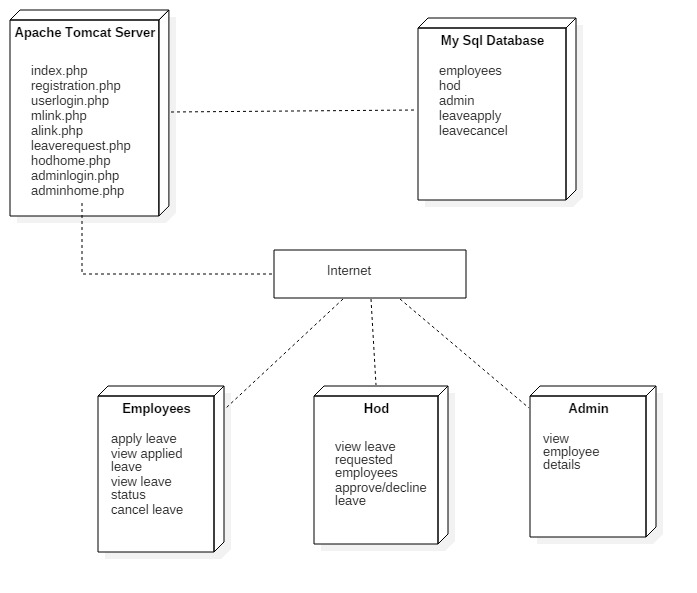 Apache Tomcat Server
index.php
registration.php
userlogin.php
mlink.php
alink.php
leaverequest.php
hodhome.php
adminlogin.php
adminhome.php
My Sql Database
employees
hod
admin
leaveapply
leavecancel
Internet
Employees
apply leave
view applied
leave
view leave
status
cancel leave
Hod
view leave
requested
employees
approve/decline
leave
Admin
view
employee
details